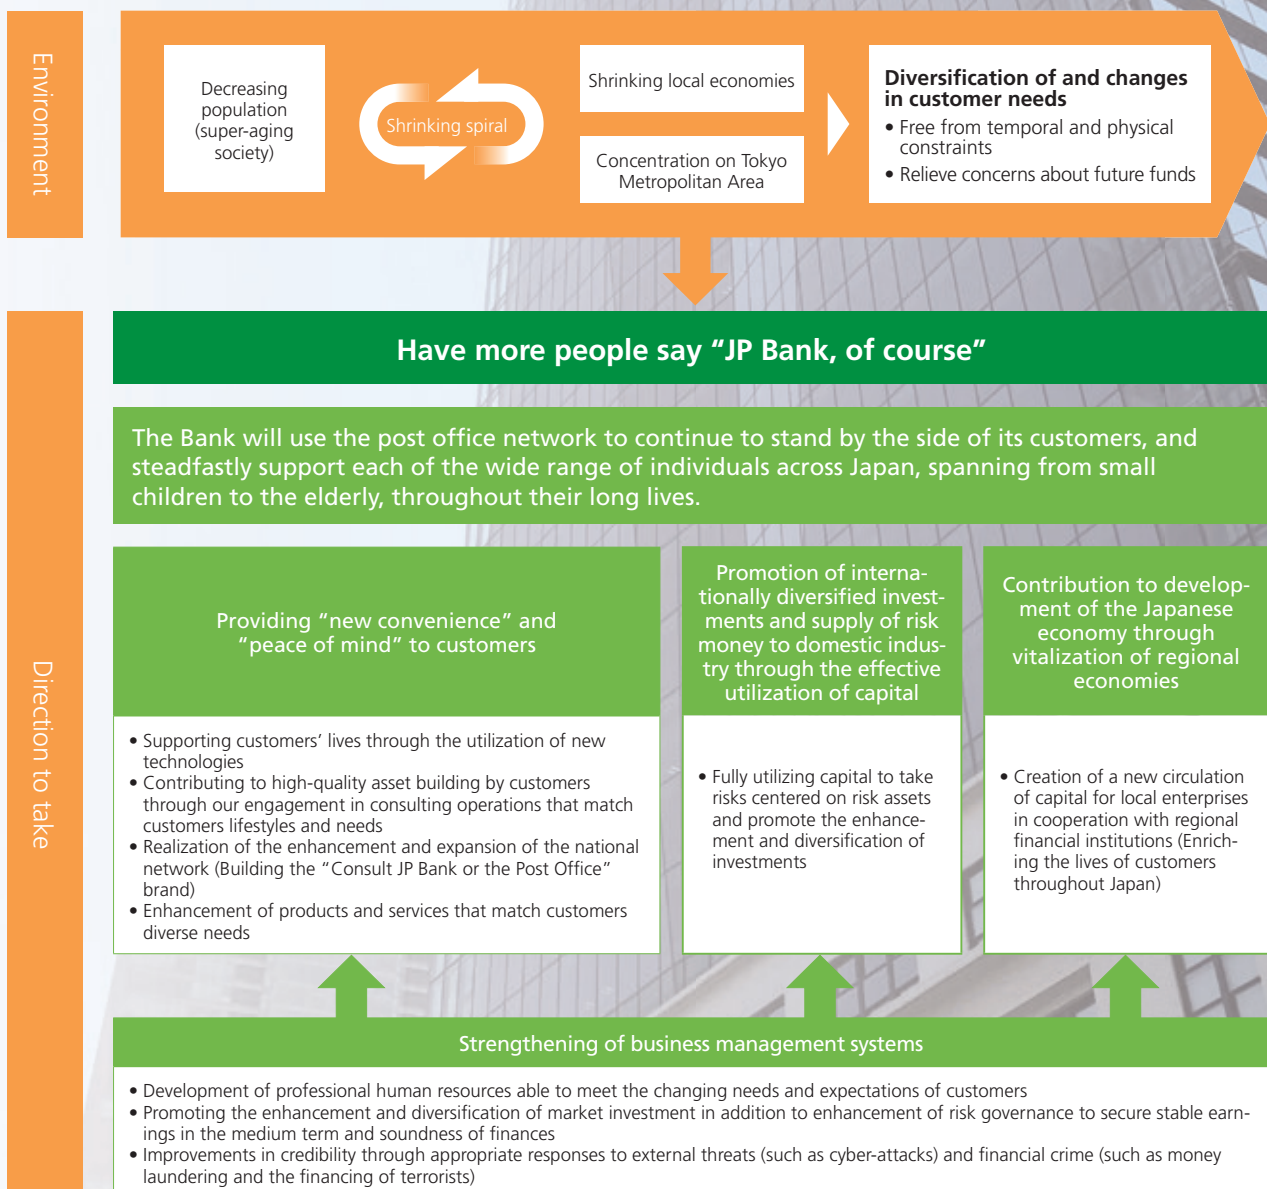 Environment
Decreasing
population
(super-aging
society)
Shrinking spiral
Shrinking local economies
Concentration on Tokyo
Metropolitan Area
Diversification of and changes
in customer needs
• Free from temporal and physical
constraints
• Relieve concerns about future funds
Direction to take
Have more people say “JP Bank, of course”
The Bank will use the post office network to continue to stand by the side of its customers, and
steadfastly support each of the wide range of individuals across Japan, spanning from small
children to the elderly, throughout their long lives.
Providing “new convenience” and
“peace of mind” to customers
• Supporting customers’ lives through the utilization of new
technologies
• Contributing to high-quality asset building by customers
through our engagement in consulting operations that match
customers lifestyles and needs
• Realization of the enhancement and expansion of the national
network (Building the “Consult JP Bank or the Post Office”
brand)
• Enhancement of products and services that match customers
diverse needs
Promotion of interna-
tionally diversified invest-
ments and supply of risk
money to domestic indus-
try through the effective
utilization of capital
• Fully utilizing capital to take
risks centered on risk assets
and promote the enhance-
ment and diversification of
investments
Contribution to develop-
ment of the Japanese
economy through
vitalization of regional
economies
• Creation of a new circulation
of capital for local enterprises
in cooperation with regional
financial institutions (Enrich-
ing the lives of customers
throughout Japan)
Strengthening of business management systems
• Development of professional human resources able to meet the changing needs and expectations of customers
• Promoting the enhancement and diversification of market investment in addition to enhancement of risk governance to secure stable earn-
ings in the medium term and soundness of finances
• Improvements in credibility through appropriate responses to external threats (such as cyber-attacks) and financial crime (such as money
laundering and the financing of terrorists)